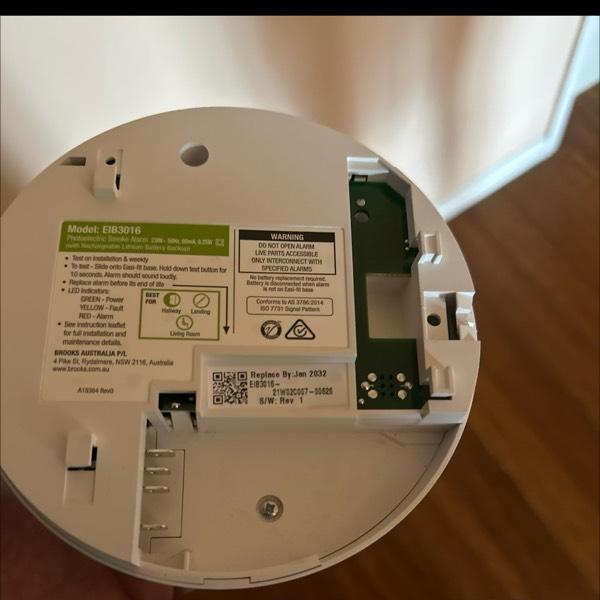 Model: EIB3016
Photoelectric Smoke Alarm 230V~ 50Hz, 60mA, 0.25W
(with Rechargeable Lithium Battery Backup)
• Test on installation & weekly
• To test - Slide onto Easi-fit base. Hold down test button for
10 seconds. Alarm should sound loudly.
• Replace alarm before its end of life
• LED indicators:
GREEN - Power
YELLOW - Fault
RED - Alarm
• See instruction leaflet
for full installation and
maintenance details.
BEST
FOR
Hallway
Landing
Living Room
BROOKS AUSTRALIA P/L
4 Pike St, Rydalmere, NSW 2116, Australia
www.brooks.com.au
A15364 Rev0
WARNING
DO NOT OPEN ALARM
LIVE PARTS ACCESSIBLE
ONLY INTERCONNECT WITH
SPECIFIED ALARMS
No battery replacement required.
Battery is disconnected when alarm
is not on Easi-fit base
Conforms to AS 3786:2014
ISO 7731 Signal Pattern
Replace By:Jan 2032
EIB3016-
S/W: Rev 1